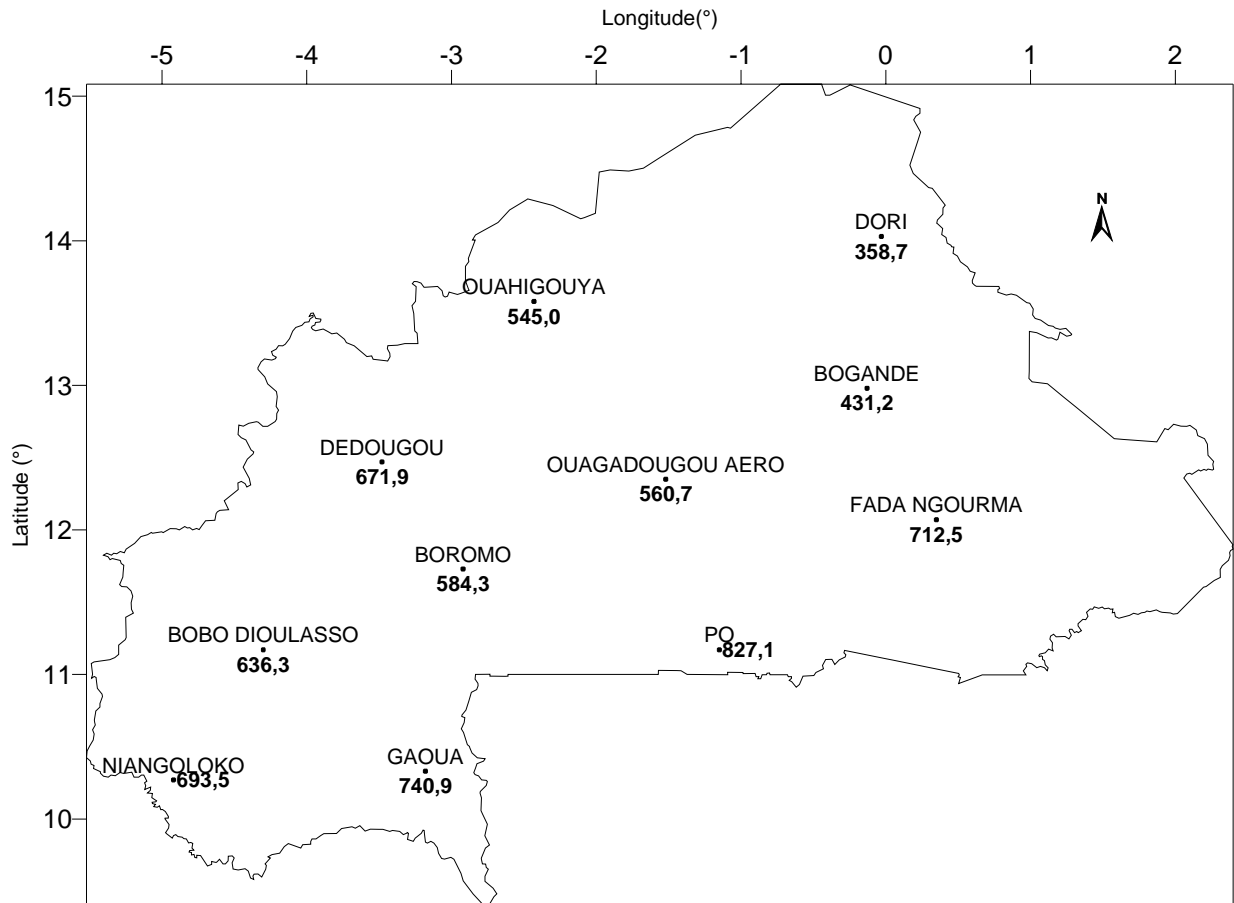 Longitude(°)
-5 -4 -3 -2 -1 0 1 2
15
N
DORI
14
358,7
OUAHIGOUYA
545,0
13
BOGANDE
431,2
DEDOUGOU
671,9
OUAGADOUGOU AERO
560,7
FADA NGOURMA
712,5
Latitude (°)
12
BOROMO
584,3
BOBO DIOULASSO
636,3
PO
827,1
11
NIANGOLOKO
693,5
GAOUA
740,9
10